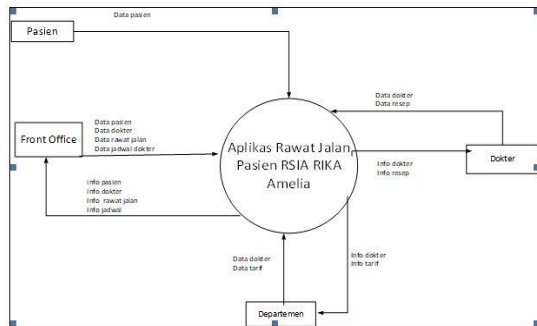 Data pasien
Pasien
Data dokter
Data resep
Front Office
Data pasien
Data dokter
Data rawat jalan
Data jadwal dokter
Aplikas Rawat Jalan
Pasien RSIA RIKA
Amelia
Dokter
Info dokter
Info resep
Info pasien
Info dokter
Info rawat jalan
Info jadwal
Data dokter
Data tarif
Info dokter
Info tarif
Departemen